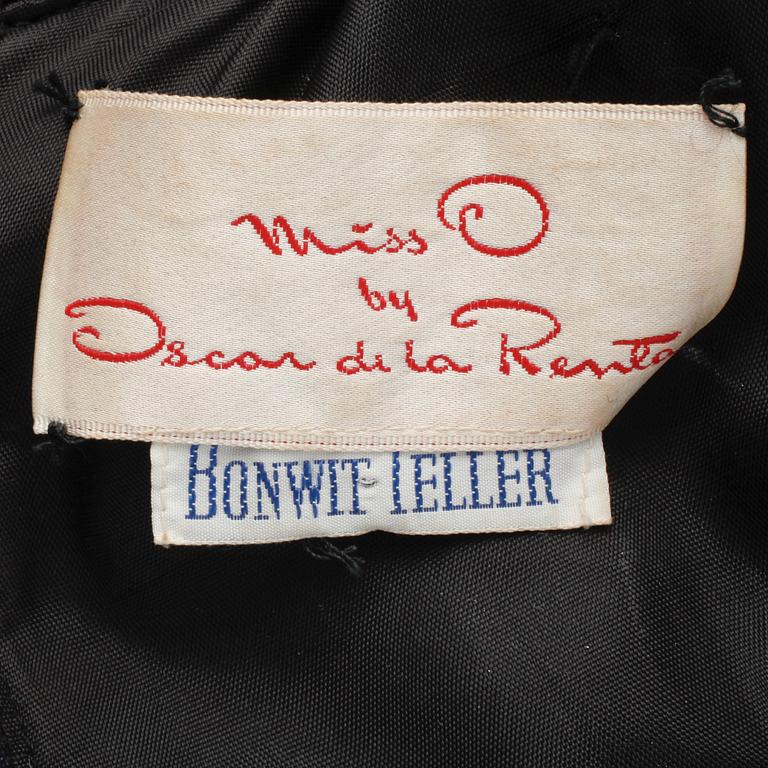 Miss O
by
Oscar de la Renta
BONWIT TELLER